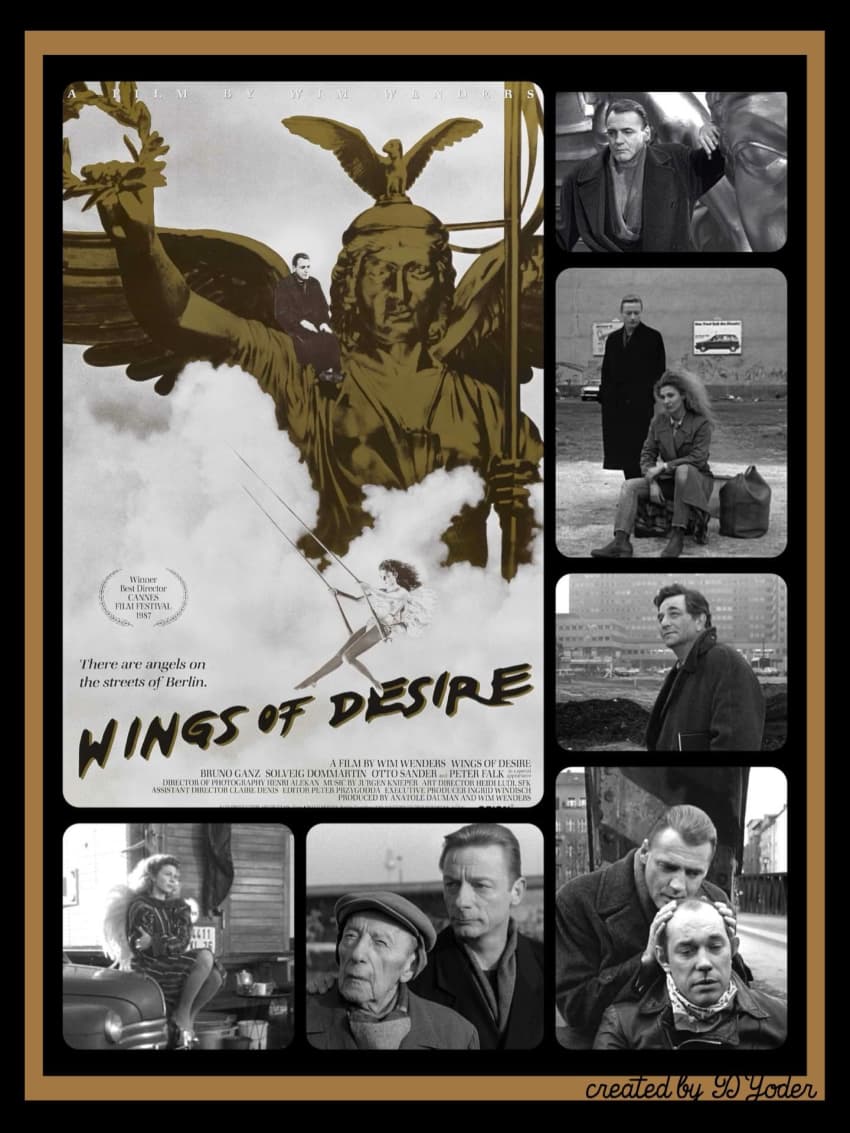 A FILM BY WIM WENDERS
Winner
Best Director
CANNES
FILM FESTIVAL
1987
There are angels on
the streets of Berlin.
WINGS OF DESIRE
A FILM BY WIM WENDERS WINGS OF DESIRE
BRUNO GANZ SOLVEIG DOMMARTIN OTTO SANDER and PETER FALK
DIRECTOR OF PHOTOGRAPHY HENRI ALEKAN MUSIC BY JURGEN KNIEPER ART DIRECTOR HEIDI LUDI, SFK
ASSISTANT DIRECTOR CLAIRE DENIS EDITOR PETER PRZYGODDA EXECUTIVE PRODUCER INGRID WINDISCH
PRODUCED BY ANATOLE DAUMAN AND WIM WENDERS
created by D Yoder